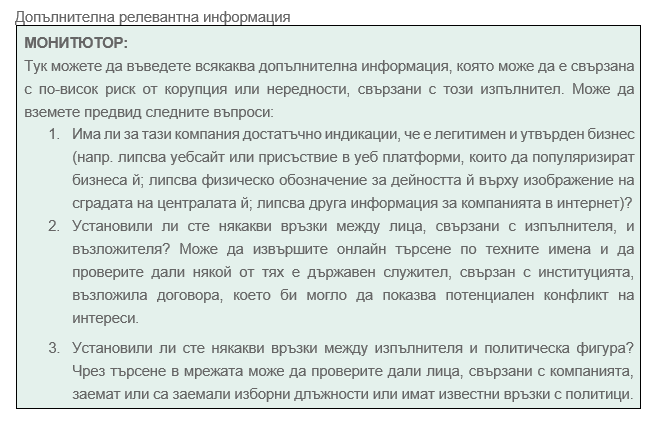 Допълнителна релевантна информация
МОНИТЮТОР:
Тук можете да въведете всякаква допълнителна информация, която може да е свързана
с по-висок риск от корупция или нередности, свързани с този изпълнител. Може да
вземете предвид следните въпроси:
1. Има ли за тази компания достатъчно индикации, че е легитимен и утвърден бизнес
(напр. липсва уебсайт или присъствие в уеб платформи, които да популяризират
бизнеса й; липсва физическо обозначение за дейността й върху изображение на
сградата на централата й; липсва друга информация за компанията в интернет)?
2. Установили ли сте някакви връзки между лица, свързани с изпълнителя, и
възложителя? Може да извършите онлайн търсене по техните имена и да
проверите дали някой от тях е държавен служител, свързан с институцията,
възложила договора, което би могло да показва потенциален конфликт на
интереси.
3. Установили ли сте някакви връзки между изпълнителя и политическа фигура?
Чрез търсене в мрежата може да проверите дали лица, свързани с компанията,
заемат или са заемали изборни длъжности или имат известни връзки с политици.